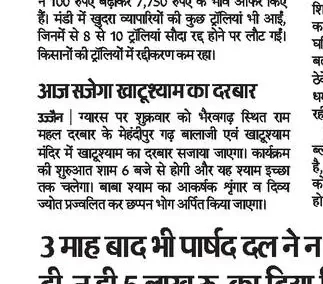 न 100 रुपए बढ़ाकर 7,750 रुपए के भाव ऑफर किए
हैं। मंडी में खुदरा व्यापारियों की कुछ ट्रॉलियां भी आईं,
जिनमें से 8 से 10 ट्रॉलियां सौदा रद्द होने पर लौट गईं।
किसानों की ट्रॉलियों में रद्दीकरण कम रहा।
आज सजेगा खाटूश्याम का दरबार
उज्जैन | ग्यारस पर शुक्रवार को भैरवगढ़ स्थित राम
महल दरबार के मेहंदीपुर गढ़ बालाजी एवं खाटूश्याम
मंदिर में खाटूश्याम का दरबार सजाया जाएगा। कार्यक्रम
की शुरुआत शाम 6 बजे से होगी और यह शयाम इच्छा
तक चलेगा। बाबा श्याम का आकर्षक श्रृंगार व दिव्य
ज्योत प्रज्वलित कर छप्पन भोग अर्पित किया जाएगा।
3 माह बाद भी पार्षद दल ने न